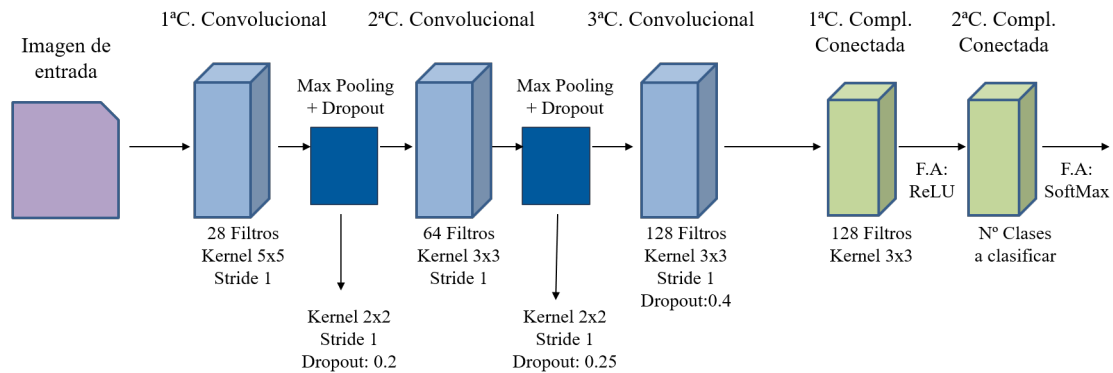 1ªC. Convolucional
2ªC. Convolucional
3ªC. Convolucional
1ªC. Compl.
Conectada
2ªC. Compl.
Conectada
Imagen de
entrada
Max Pooling
+ Dropout
Max Pooling
+ Dropout
F.A:
ReLU
F.A:
SoftMax
28 Filtros
Kernel 5x5
Stride 1
64 Filtros
Kernel 3x3
Stride 1
128 Filtros
Kernel 3x3
Stride 1
Dropout:0.4
128 Filtros
Kernel 3x3
Nº Clases
a clasificar
Kernel 2x2
Stride 1
Dropout: 0.2
Kernel 2x2
Stride 1
Dropout: 0.25